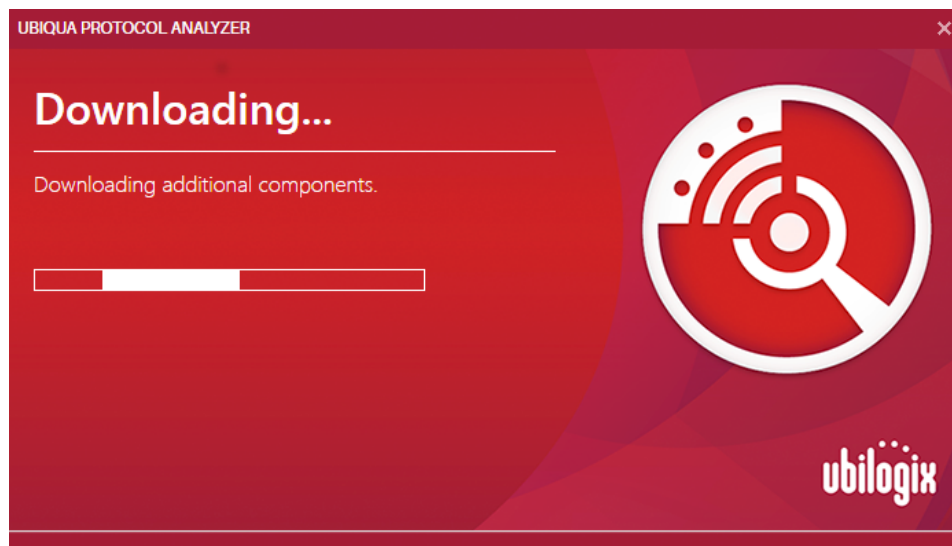 UBIQUA PROTOCOL ANALYZER
Downloading...
Downloading additional components.
ubilogix